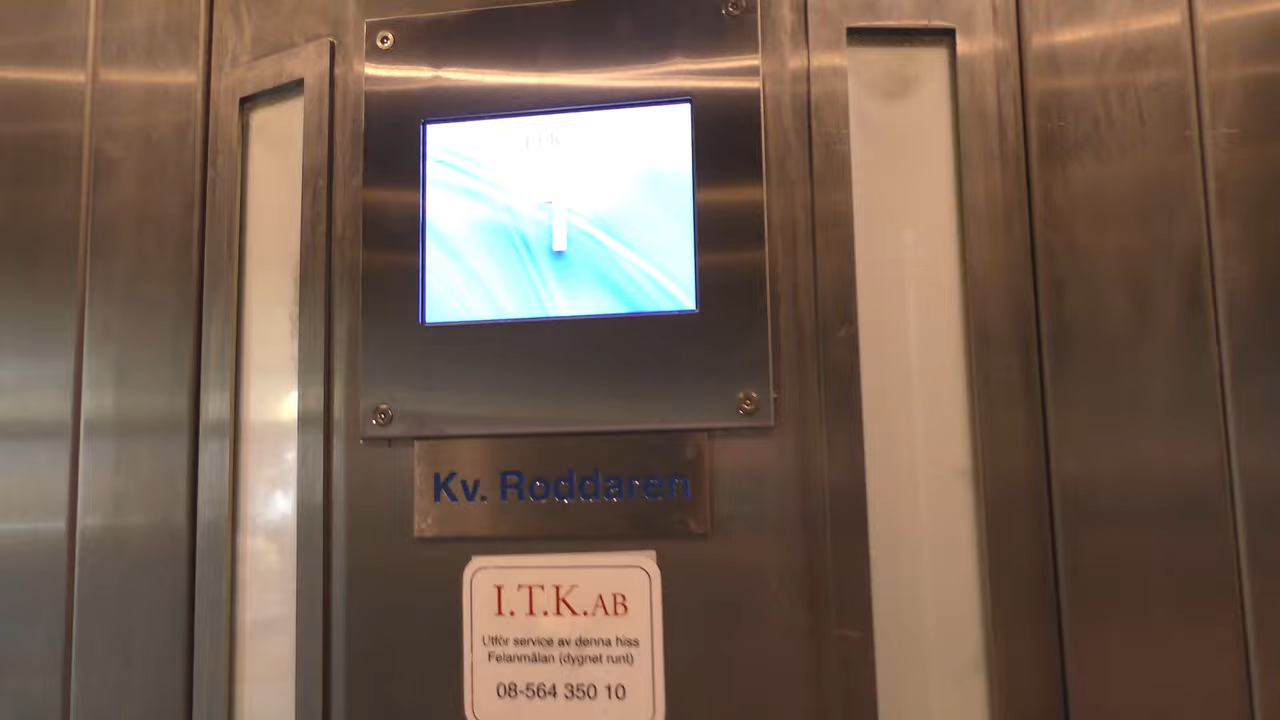 1
Kv. Roddaren
I.T.K.AB
Utför service av denna hiss
Felanmälan (dygnet runt)
08-564 350 10